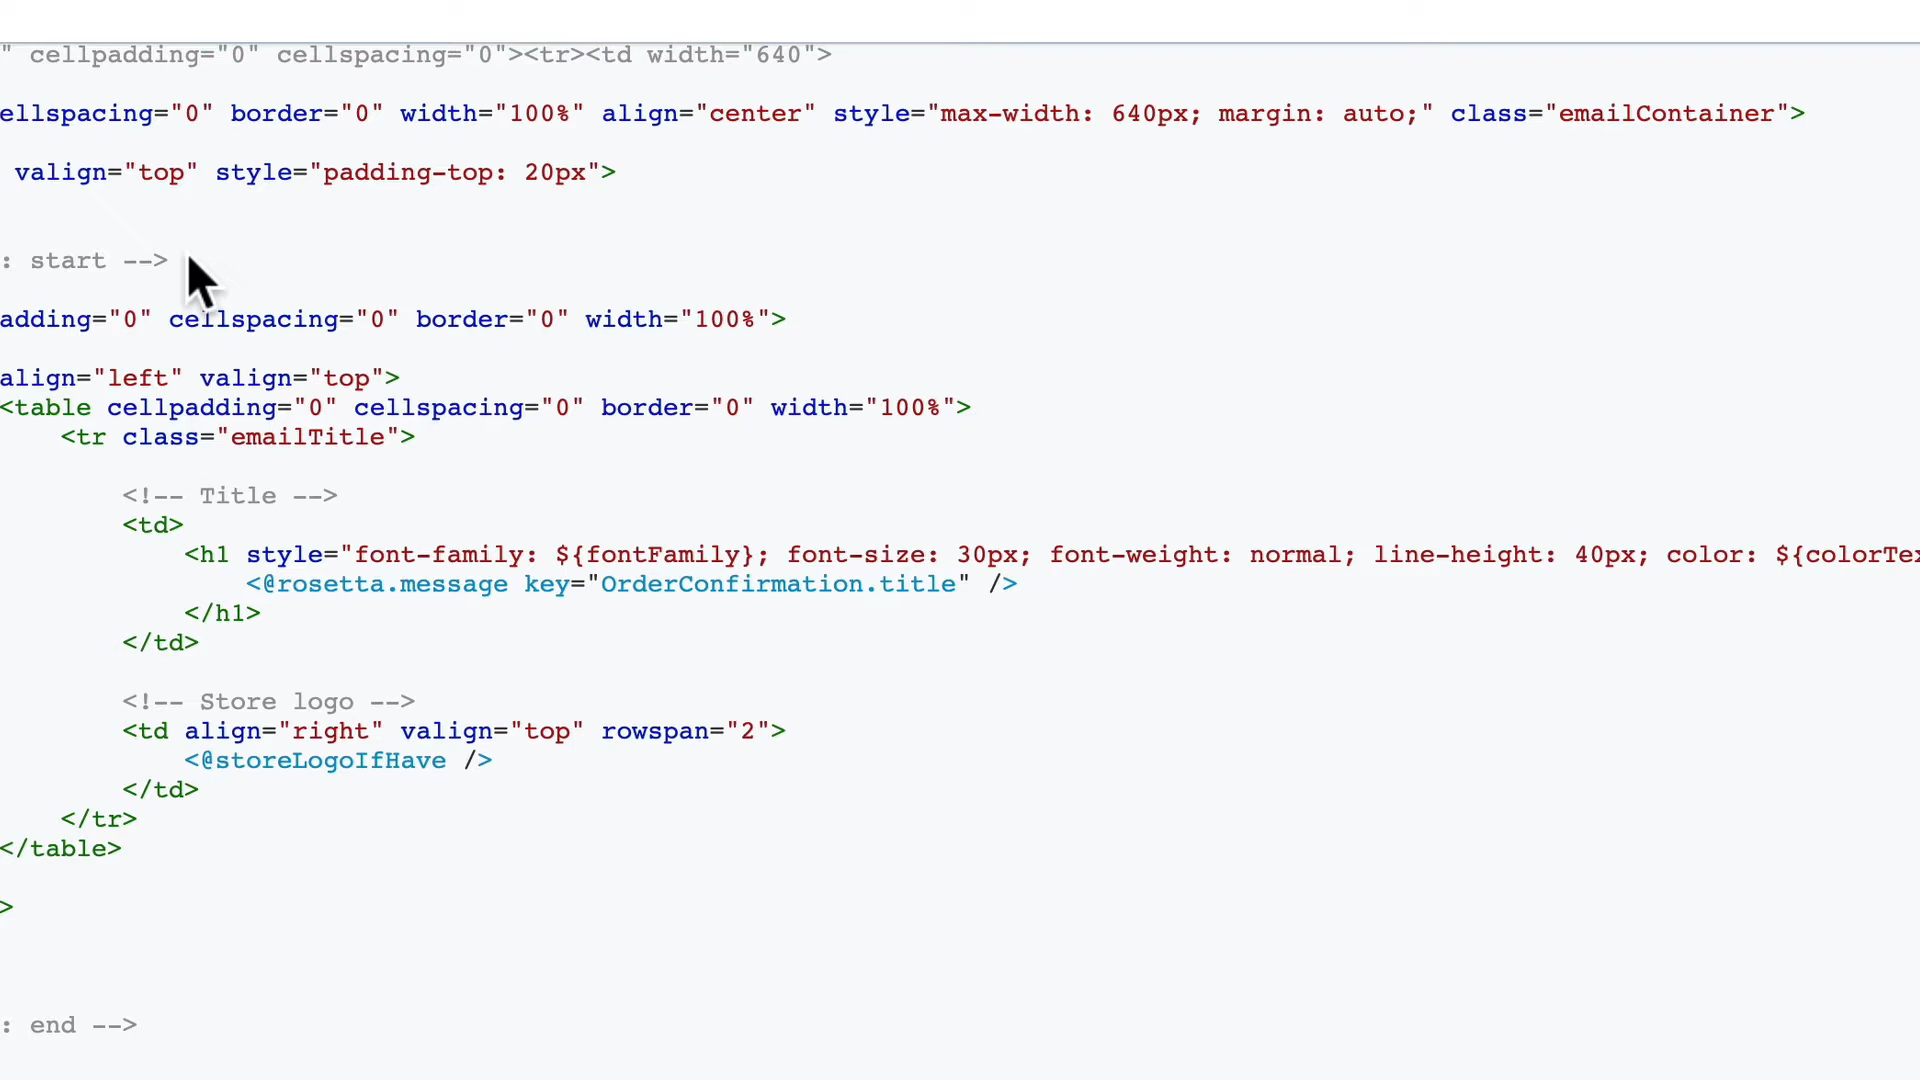 " cellpadding="0" cellspacing="0"><tr><td width="640">
ellspacing="0" border="0" width="100%" align="center" style="max-width: 640px; margin: auto;" class="emailContainer">
valign="top" style="padding-top: 20px">
: start -->
adding="0" cellspacing="0" border="0" width="100%">
align="left" valign="top">
<table cellpadding="0" cellspacing="0" border="0" width="100%">
<tr class="emailTitle">
<!-- Title -->
<td>
<h1 style="font-family: ${fontFamily}; font-size: 30px; font-weight: normal; line-height: 40px; color: ${colorTex
<@rosetta.message key="OrderConfirmation.title" />
</h1>
</td>
<!-- Store logo -->
<td align="right" valign="top" rowspan="2">
<@storeLogoIfHave />
</td>
</tr>
</table>
>
: end -->